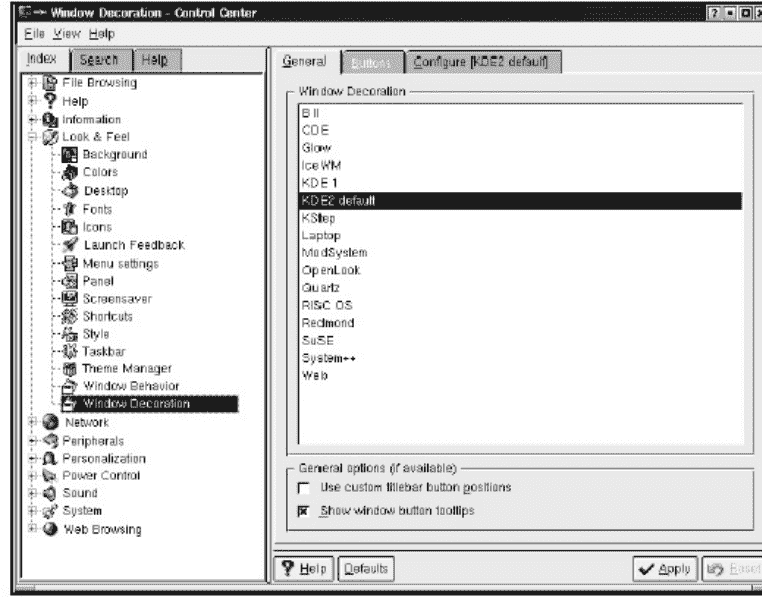 Window Decoration - Control Center
File View Help
Index Search Help
File Browsing
Help
Information
Look & Feel
Background
Colors
Desktop
Fonts
Icons
Launch Feedback
Menu settings
Panel
Screensaver
Shortcuts
Style
Taskbar
Theme Manager
Window Behavior
Window Decoration
Network
Peripherals
Personalization
Power Control
Sound
System
Web Browsing
General Buttons Configure [KDE2 default]
Window Decoration
B II
CDE
Glow
IceWM
KDE 1
KDE2 default
KStep
Laptop
ModSystem
OpenLook
Quartz
RISC OS
Redmond
SuSE
System++
Web
General options (if available)
Use custom titlebar button positions
Show window button tooltips
Help Defaults Apply Reset